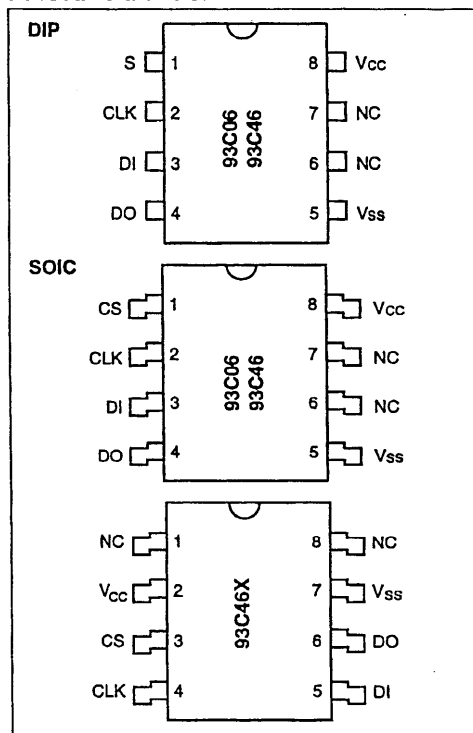 DIP
S 1 8 Vcc
CLK 2 7 NC
DI 3 6 NC
DO 4 5 Vss
93C06
93C46
SOIC
CS 1 8 Vcc
CLK 2 7 NC
DI 3 6 NC
DO 4 5 Vss
93C06
93C46
NC 1 8 NC
Vcc 2 7 Vss
CS 3 6 DO
CLK 4 5 DI
93C46X